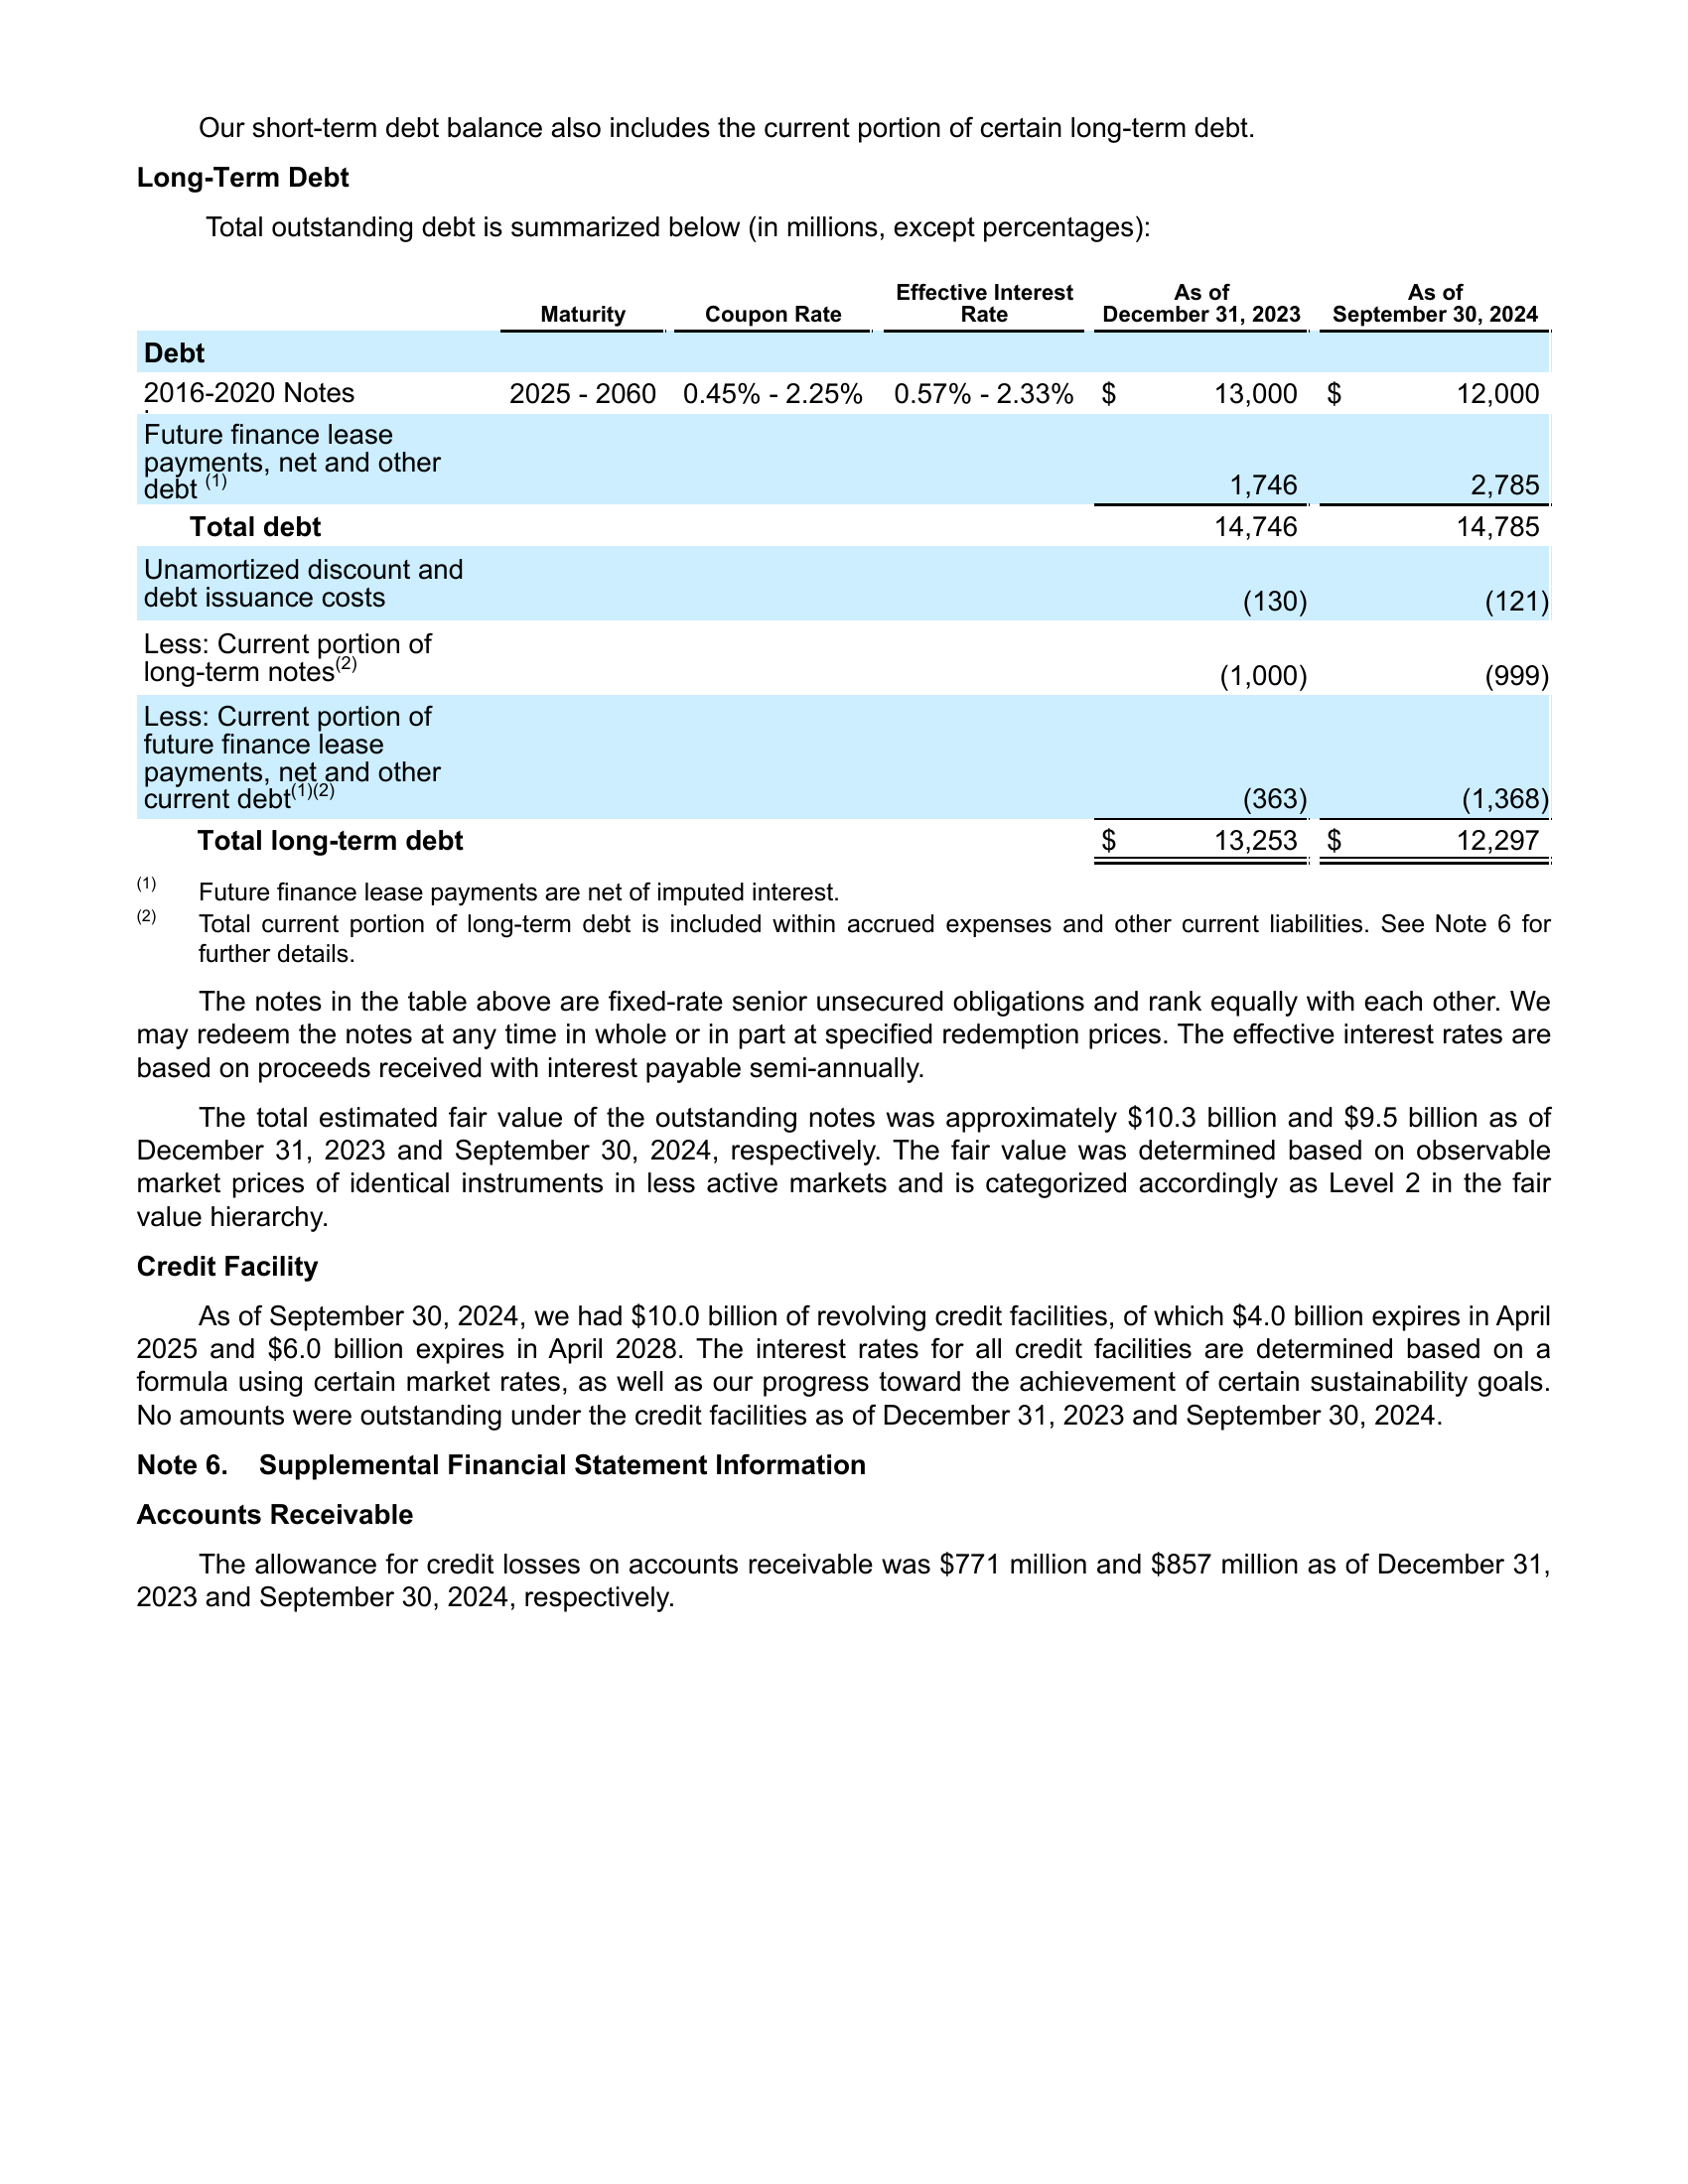 Our short-term debt balance also includes the current portion of certain long-term debt.
Long-Term Debt
Total outstanding debt is summarized below (in millions, except percentages):
Maturity Coupon Rate Effective Interest Rate As of December 31, 2023 As of September 30, 2024
Debt
2016-2020 Notes 2025 - 2060 0.45% - 2.25% 0.57% - 2.33% $ 13,000 $ 12,000
Future finance lease
payments, net and other
debt (1) 1,746 2,785
Total debt 14,746 14,785
Unamortized discount and
debt issuance costs (130) (121)
Less: Current portion of
long-term notes(2) (1,000) (999)
Less: Current portion of
future finance lease
payments, net and other
current debt(1)(2) (363) (1,368)
Total long-term debt $ 13,253 $ 12,297
(1) Future finance lease payments are net of imputed interest.
(2) Total current portion of long-term debt is included within accrued expenses and other current liabilities. See Note 6 for
further details.
The notes in the table above are fixed-rate senior unsecured obligations and rank equally with each other. We
may redeem the notes at any time in whole or in part at specified redemption prices. The effective interest rates are
based on proceeds received with interest payable semi-annually.
The total estimated fair value of the outstanding notes was approximately $10.3 billion and $9.5 billion as of
December 31, 2023 and September 30, 2024, respectively. The fair value was determined based on observable
market prices of identical instruments in less active markets and is categorized accordingly as Level 2 in the fair
value hierarchy.
Credit Facility
As of September 30, 2024, we had $10.0 billion of revolving credit facilities, of which $4.0 billion expires in April
2025 and $6.0 billion expires in April 2028. The interest rates for all credit facilities are determined based on a
formula using certain market rates, as well as our progress toward the achievement of certain sustainability goals.
No amounts were outstanding under the credit facilities as of December 31, 2023 and September 30, 2024.
Note 6. Supplemental Financial Statement Information
Accounts Receivable
The allowance for credit losses on accounts receivable was $771 million and $857 million as of December 31,
2023 and September 30, 2024, respectively.